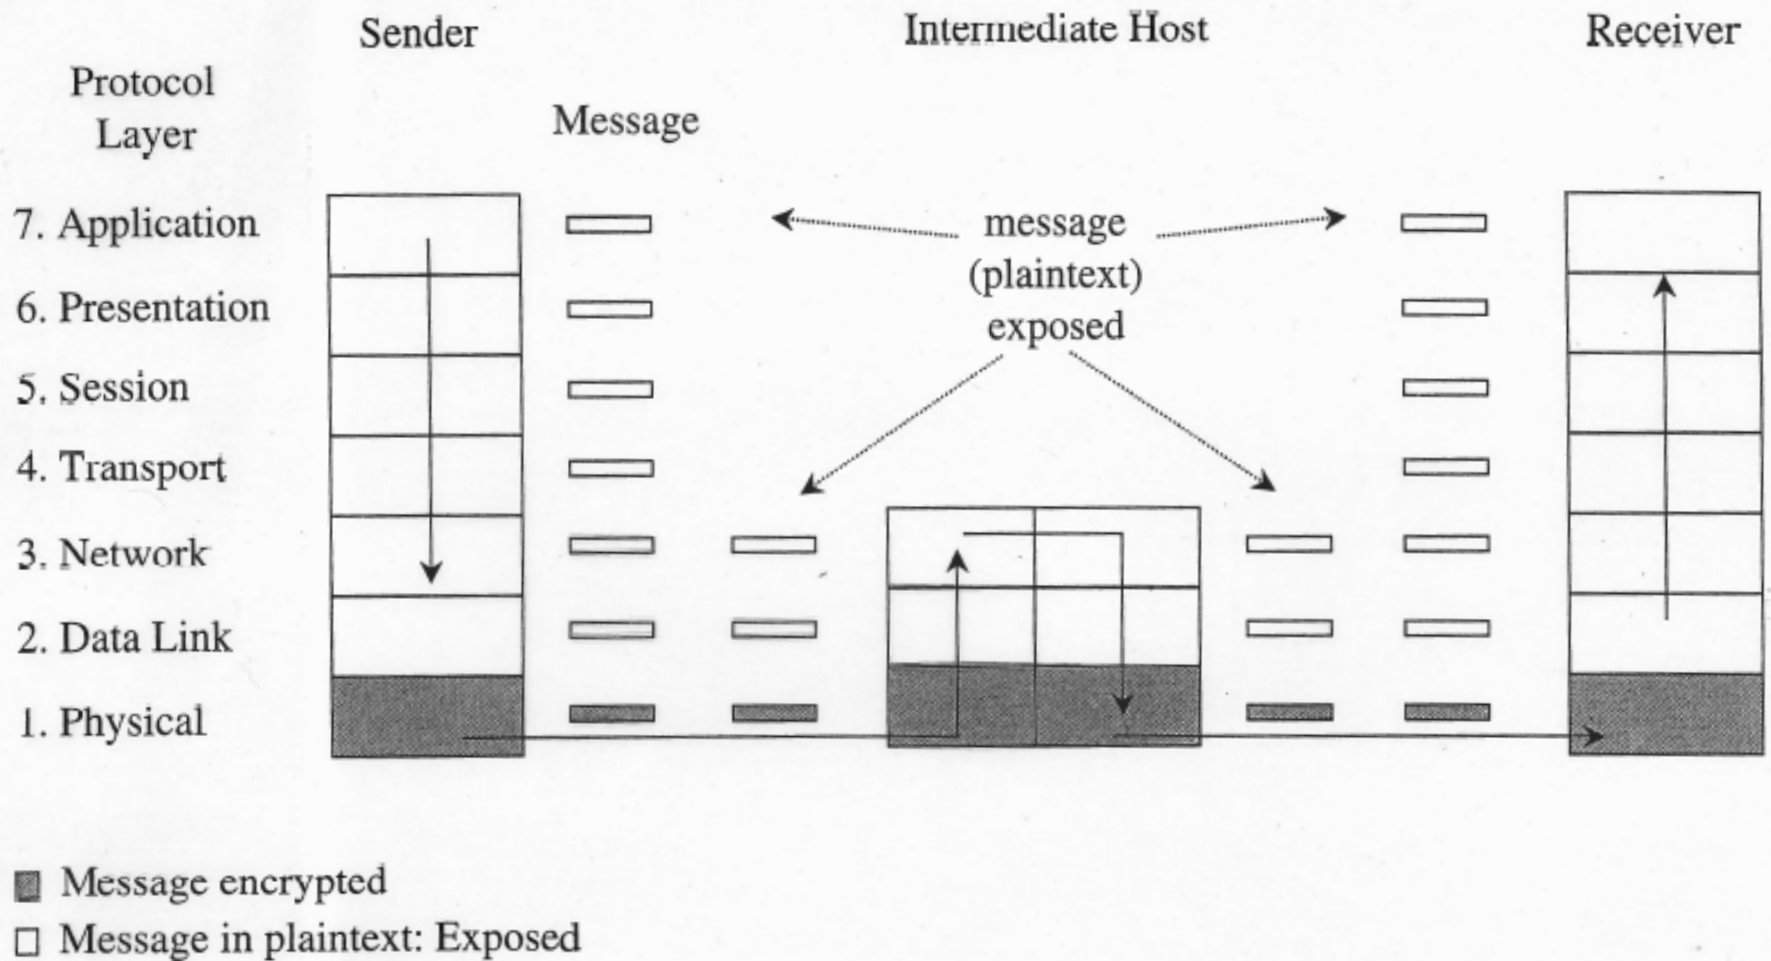 Sender
Intermediate Host
Receiver
Protocol
Layer
Message
7. Application
6. Presentation
5. Session
4. Transport
3. Network
2. Data Link
1. Physical
message
(plaintext)
exposed
Message encrypted
Message in plaintext: Exposed